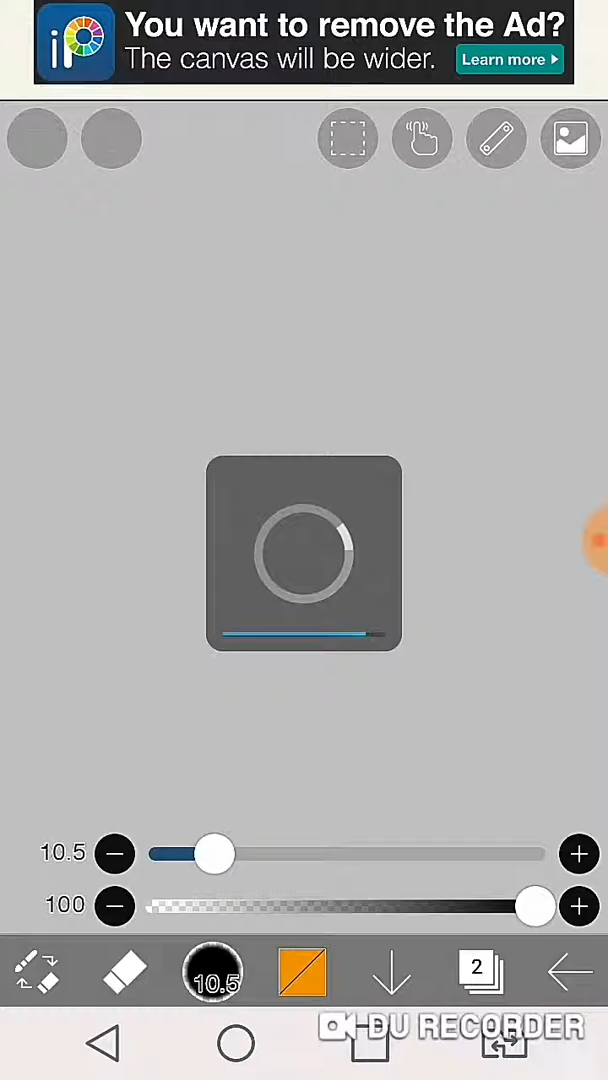 iP
You want to remove the Ad?
The canvas will be wider.
Learn more
10.5
100
10.5
2
DU RECORDER